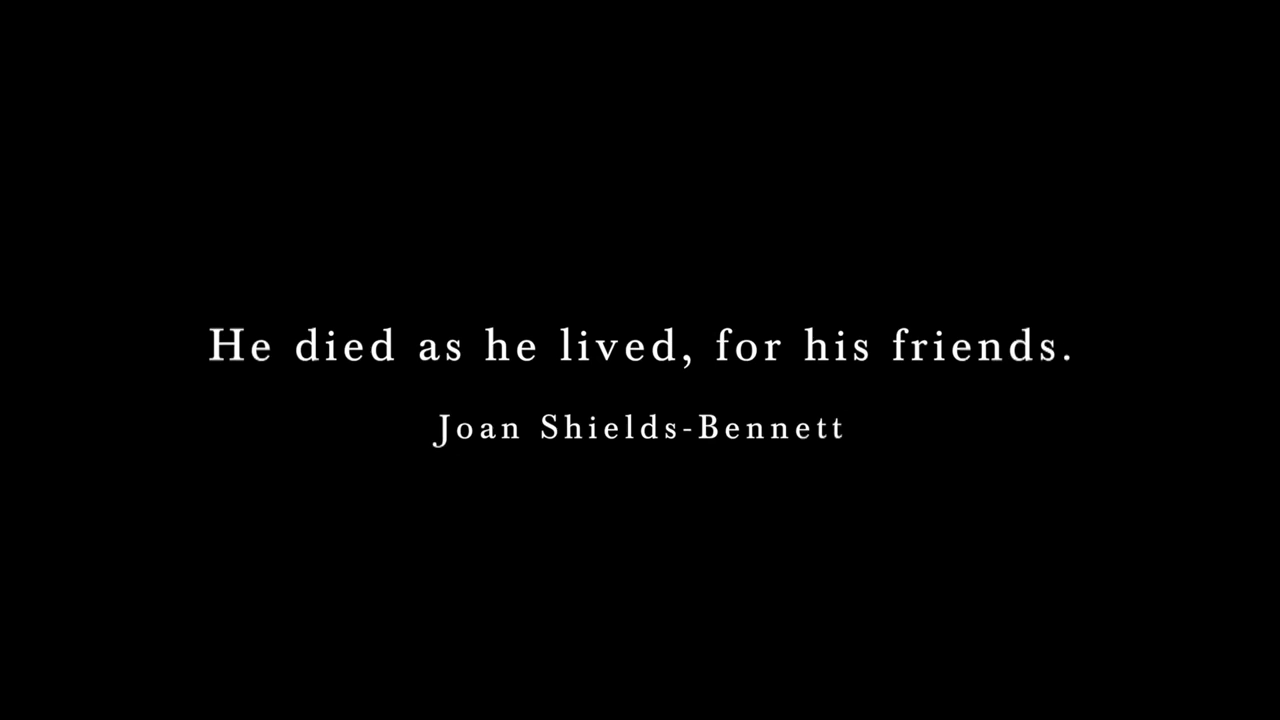 He died as he lived, for his friends.
Joan Shields-Bennett